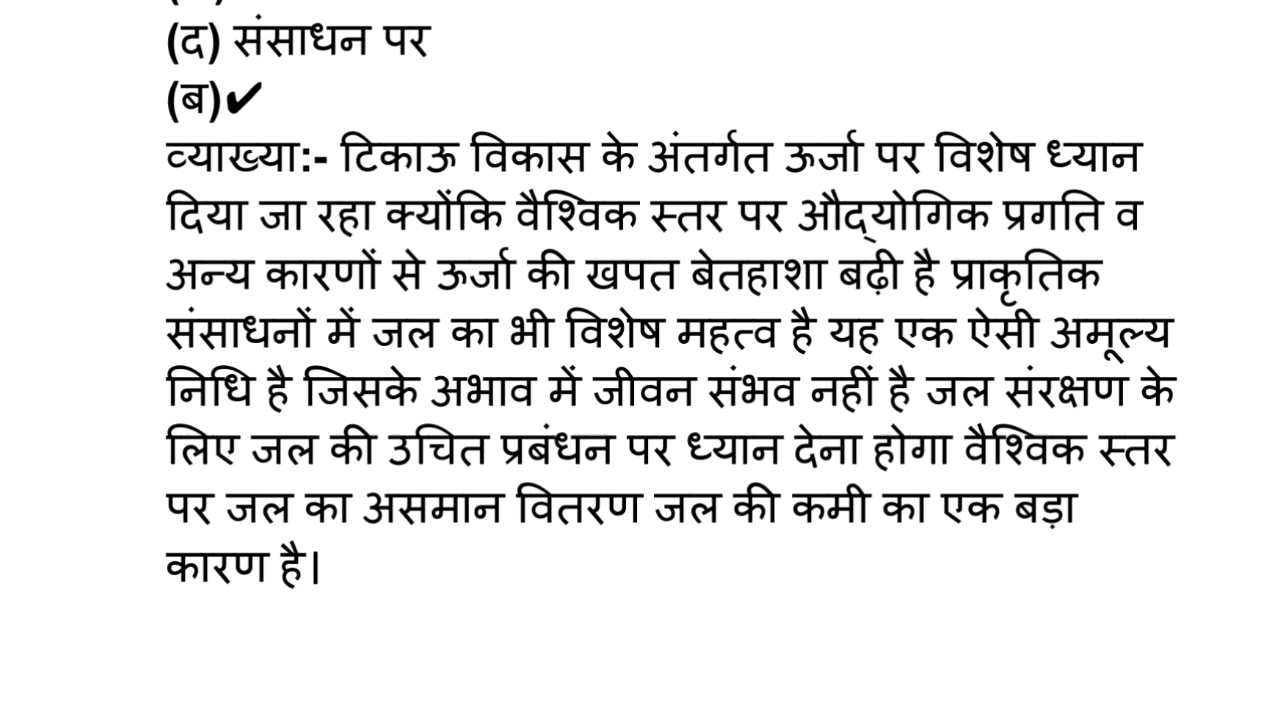 (द) संसाधन पर
(ब)✔
व्याख्या:- टिकाऊ विकास के अंतर्गत ऊर्जा पर विशेष ध्यान
दिया जा रहा क्योंकि वैश्विक स्तर पर औद्योगिक प्रगति व
अन्य कारणों से ऊर्जा की खपत बेतहाशा बढ़ी है प्राकृतिक
संसाधनों में जल का भी विशेष महत्व है यह एक ऐसी अमूल्य
निधि है जिसके अभाव में जीवन संभव नहीं है जल संरक्षण के
लिए जल की उचित प्रबंधन पर ध्यान देना होगा वैश्विक स्तर
पर जल का असमान वितरण जल की कमी का एक बड़ा
कारण है।